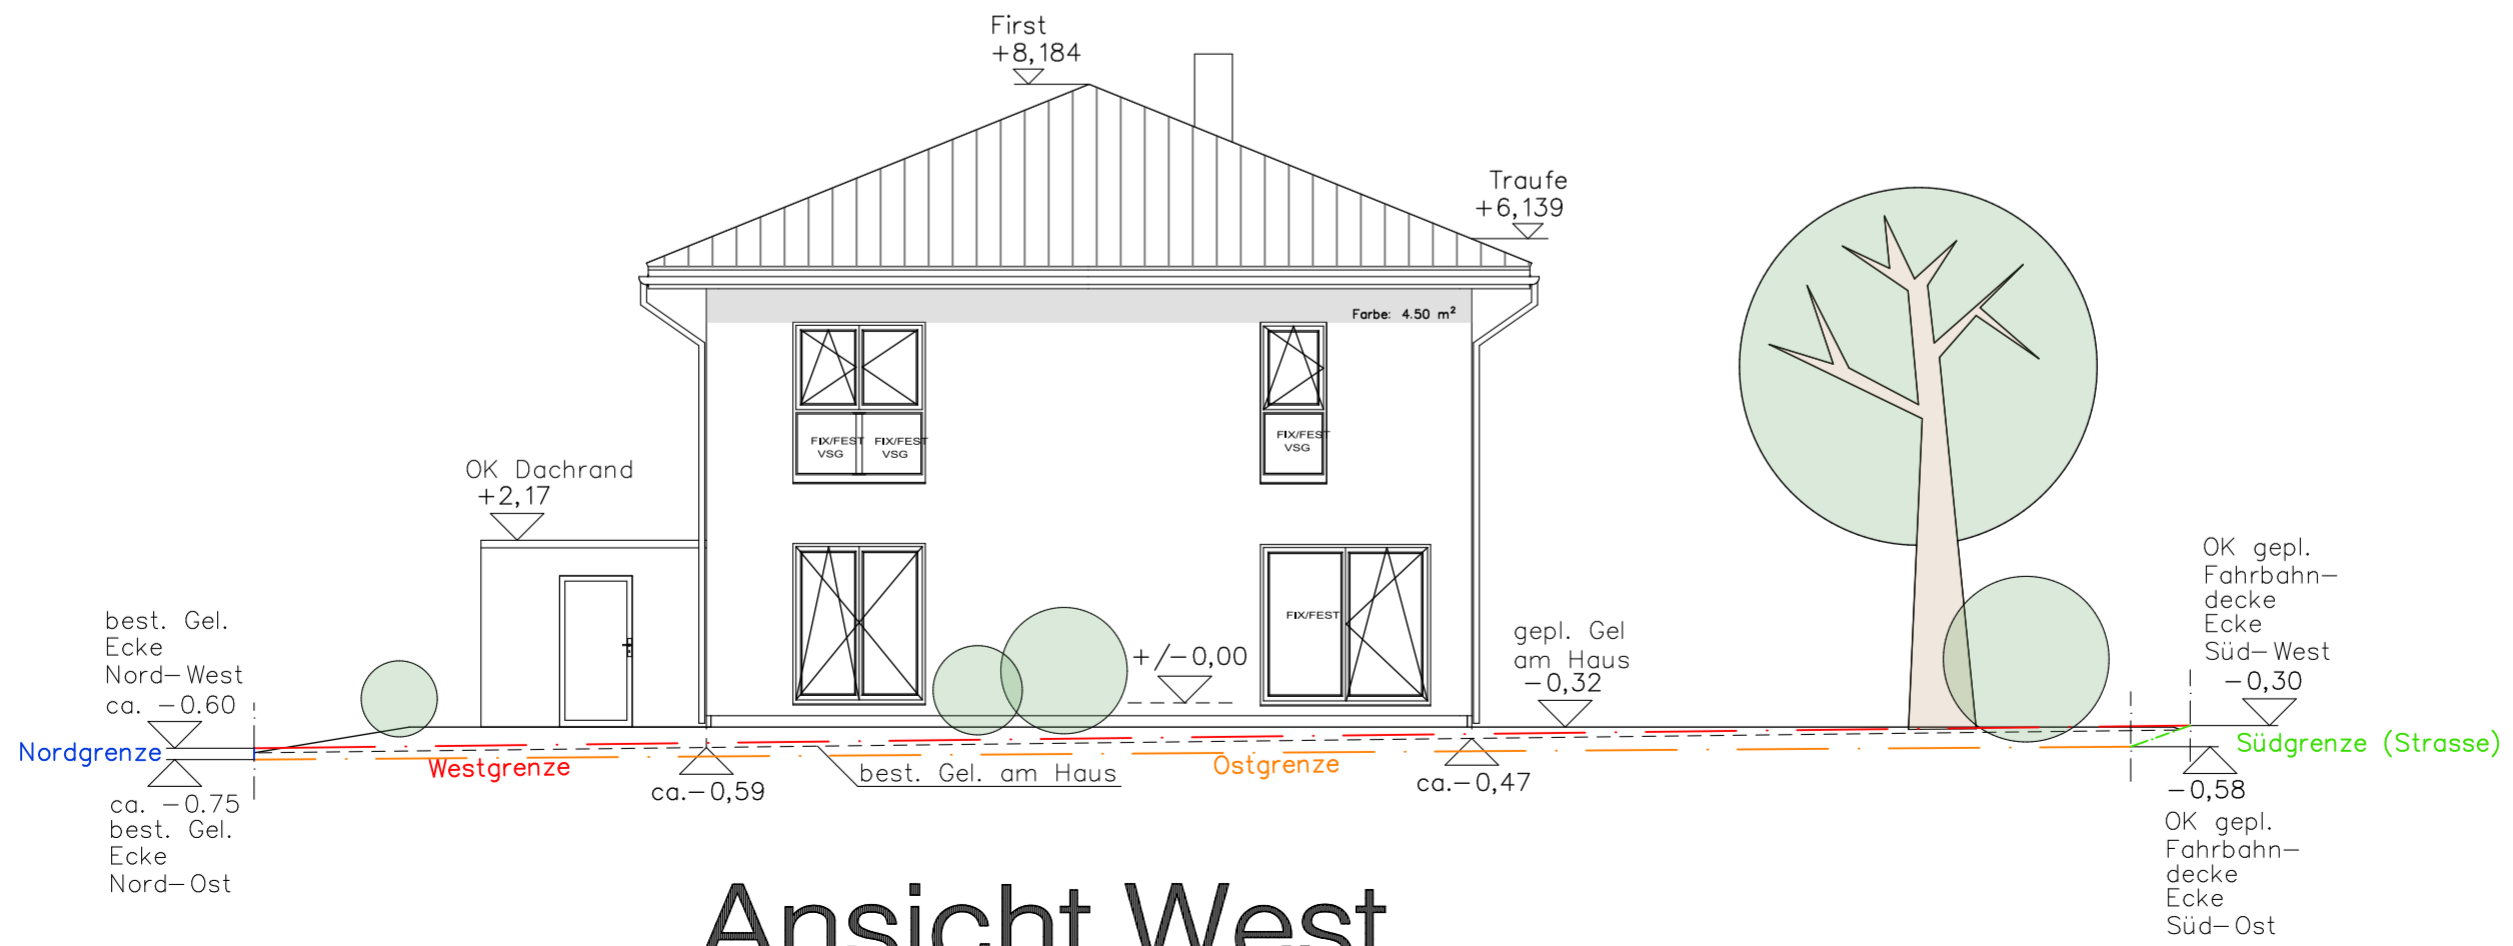 First
+8,184
Traufe
+6,139
Farbe: 4.50 m²
FIX/FEST
VSG
FIX/FEST
VSG
FIX/FEST
VSG
OK Dachrand
+2,17
FIX/FEST
+/-0,00
gepl. Gel
am Haus
-0,32
OK gepl.
Fahrbahn-
decke
Ecke
Süd-West
-0,30
best. Gel.
Ecke
Nord-West
ca. -0.60
Nordgrenze
Westgrenze
Ostgrenze
Südgrenze (Strasse)
ca.-0,59
best. Gel. am Haus
ca.-0,47
-0,58
OK gepl.
Fahrbahn-
decke
Ecke
Süd-Ost
ca. -0.75
best. Gel.
Ecke
Nord-Ost
Ansicht West